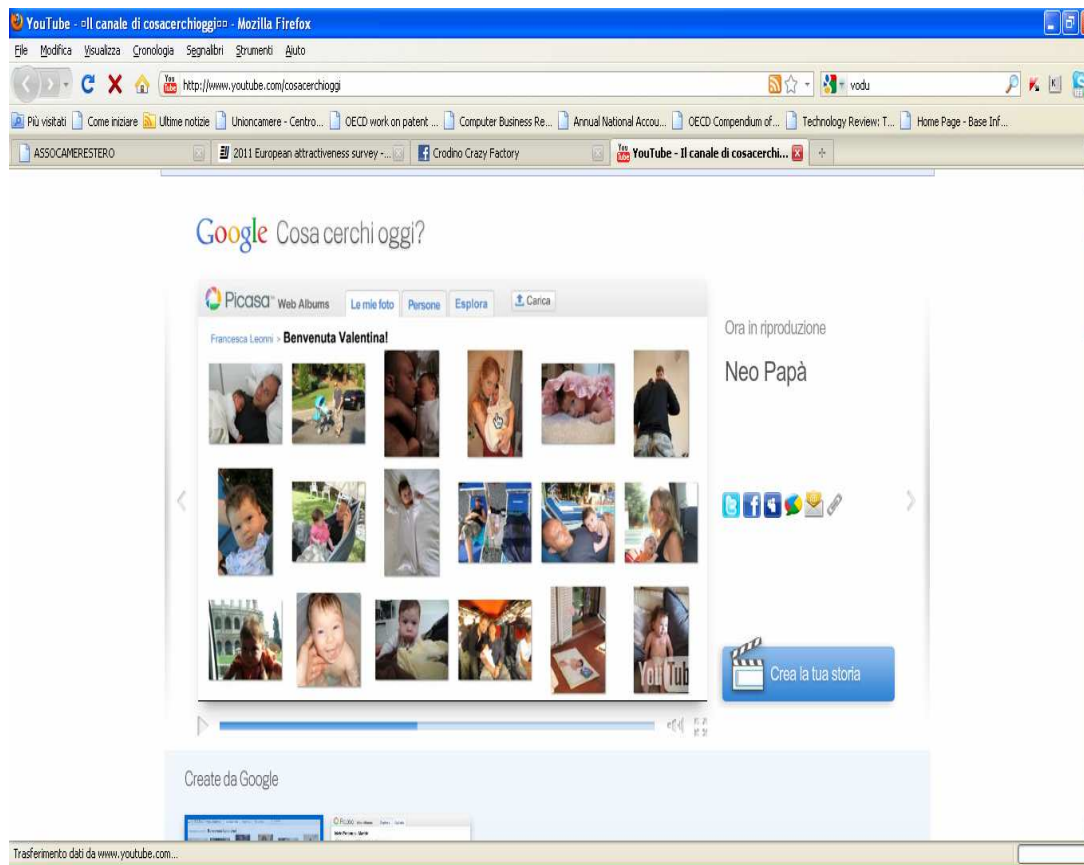 YouTube - ¤Il canale di cosacerchioggi¤¤ - Mozilla Firefox
File Modifica Visualizza Cronologia Segnalibri Strumenti Aiuto
http://www.youtube.com/cosacerchioggi
vodu
Più visitati Come iniziare Ultime notizie Unioncamere - Centro... OECD work on patent ... Computer Business Re... Annual National Accou... OECD Compendium of... Technology Review: T... Home Page - Base Inf...
ASSOCAMERESTERO 2011 European attractiveness survey -... Crodino Crazy Factory YouTube - Il canale di cosacerchi...
Google Cosa cerchi oggi?
Picasa™ Web Albums Le mie foto Persone Esplora Carica
Francesca Leonni > Benvenuta Valentina!
Ora in riproduzione
Neo Papà
YouTub
Crea la tua storia
Create da Google
Trasferimento dati da www.youtube.com...